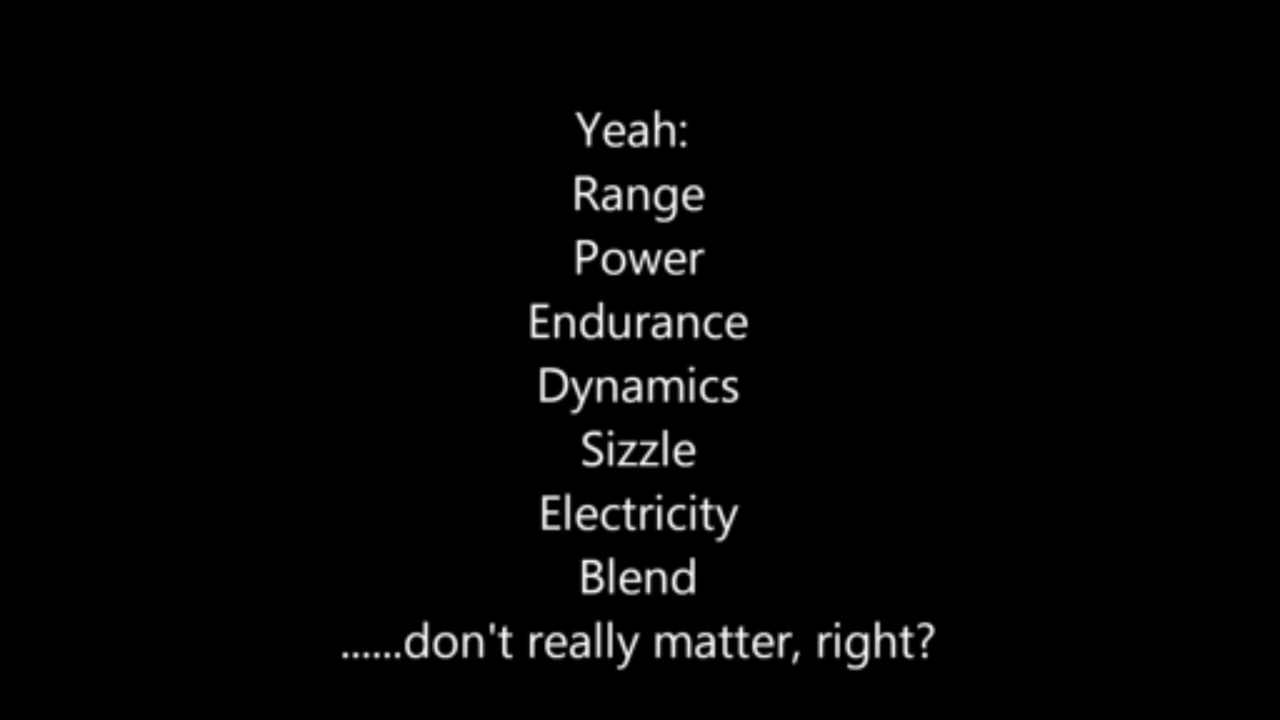 Yeah:
Range
Power
Endurance
Dynamics
Sizzle
Electricity
Blend
......don't really matter, right?